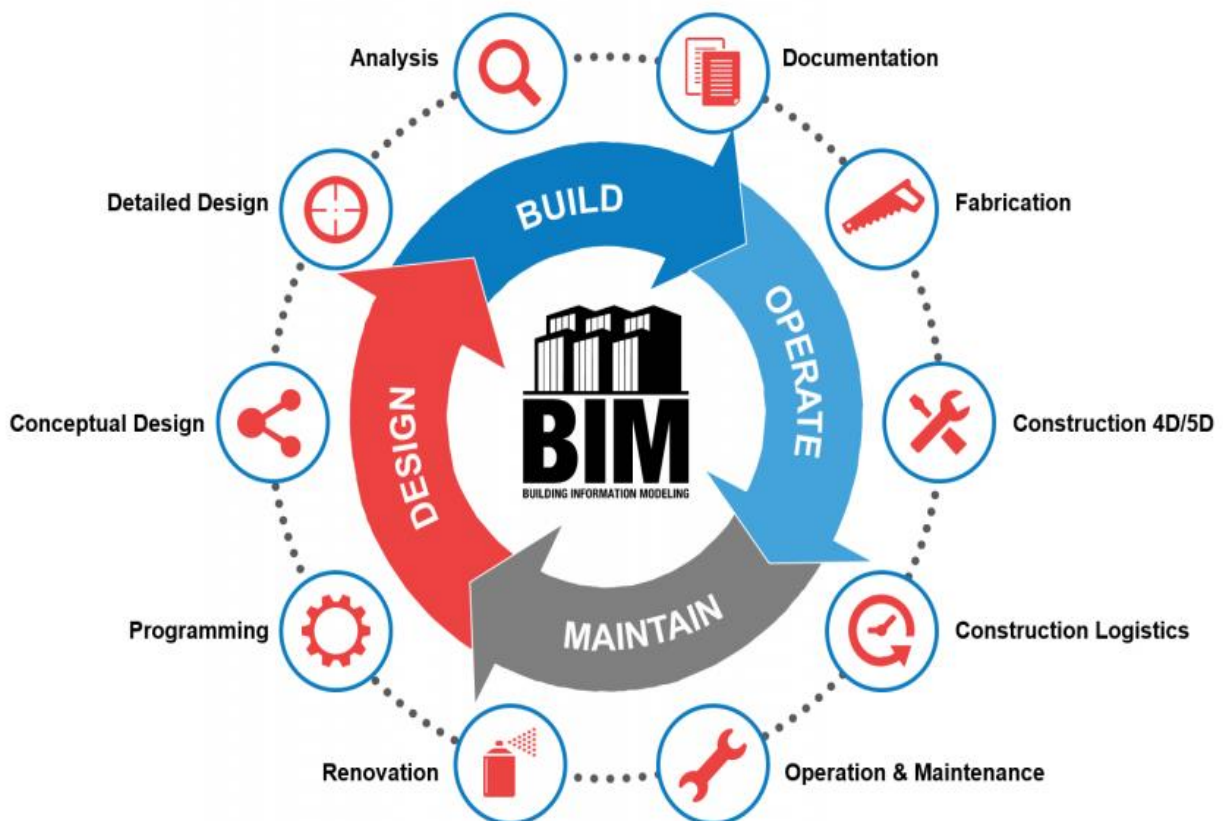 Analysis
Documentation
Detailed Design
BUILD
Fabrication
OPERATE
Conceptual Design
DESIGN
BIM
BUILDING INFORMATION MODELING
Construction 4D/5D
Programming
MAINTAIN
Construction Logistics
Renovation
Operation & Maintenance